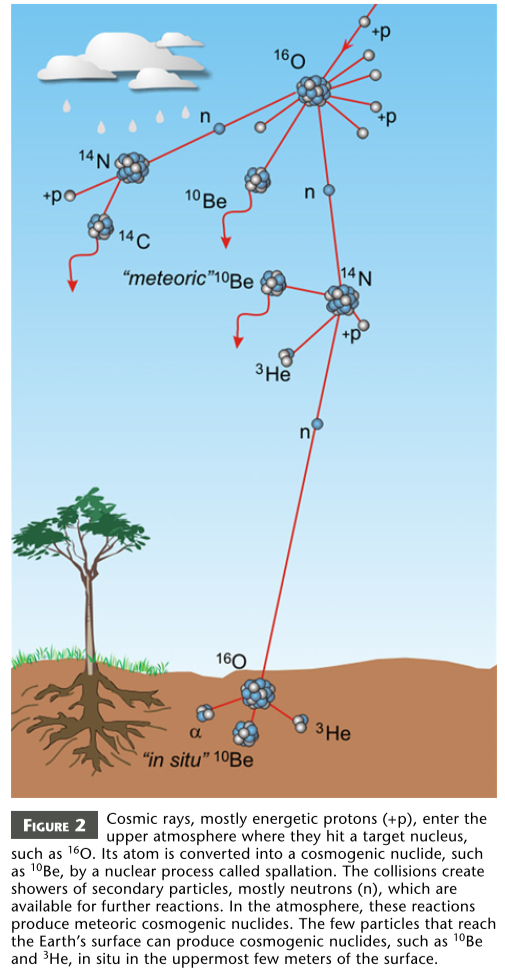 +p
¹⁶O
+p
n
¹⁴N
+p
¹⁰Be
n
¹⁴C
"meteoric"¹⁰Be
¹⁴N
+p
³He
n
¹⁶O
α
³He
"in situ" ¹⁰Be
FIGURE 2 Cosmic rays, mostly energetic protons (+p), enter the
upper atmosphere where they hit a target nucleus,
such as ¹⁶O. Its atom is converted into a cosmogenic nuclide, such
as ¹⁰Be, by a nuclear process called spallation. The collisions create
showers of secondary particles, mostly neutrons (n), which are
available for further reactions. In the atmosphere, these reactions
produce meteoric cosmogenic nuclides. The few particles that reach
the Earth's surface can produce cosmogenic nuclides, such as ¹⁰Be
and ³He, in situ in the uppermost few meters of the surface.